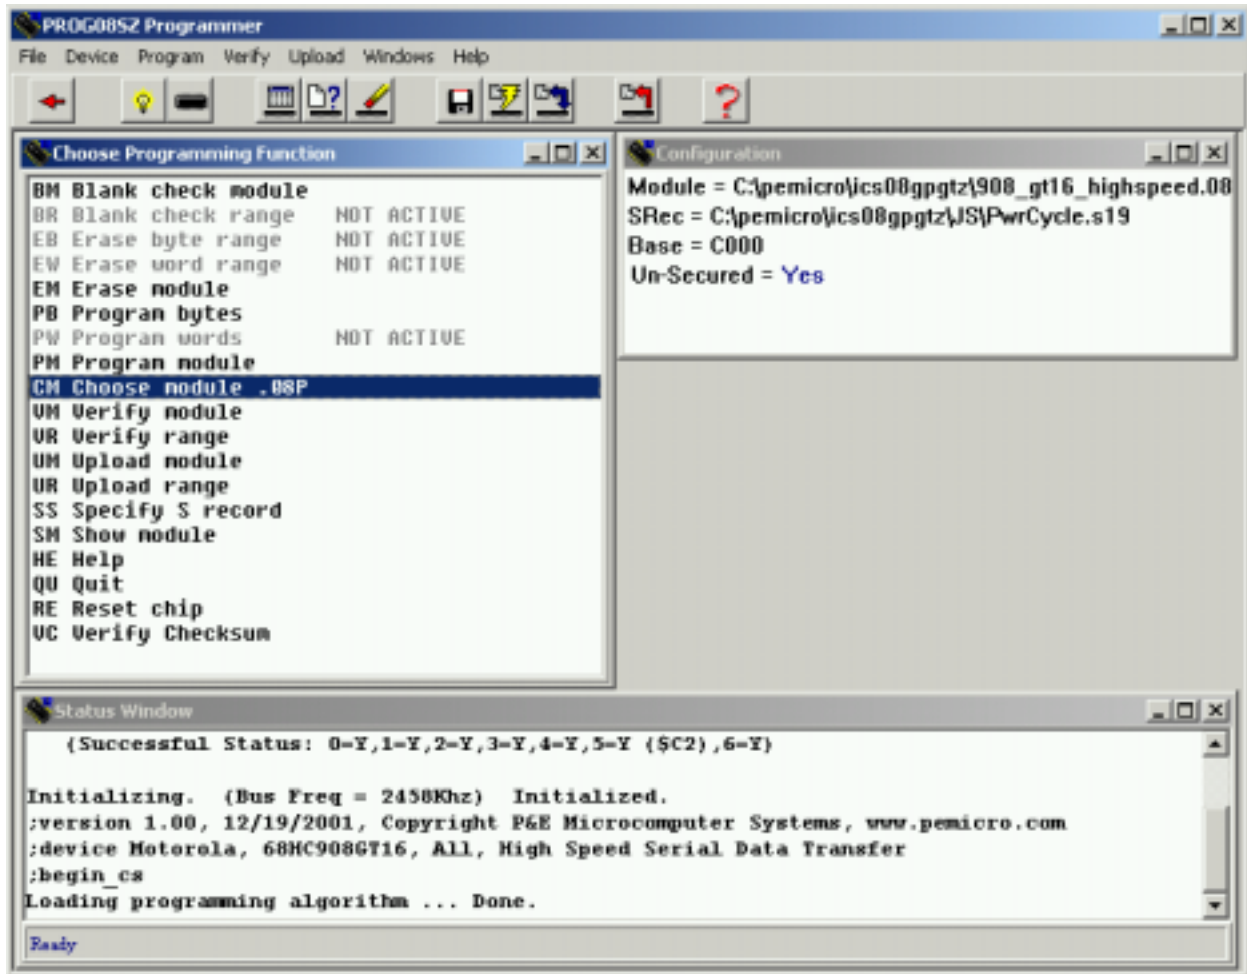 PROG08SZ Programmer
File Device Program Verify Upload Windows Help
Choose Programming Function
BM Blank check module
BR Blank check range NOT ACTIVE
EB Erase byte range NOT ACTIVE
EW Erase word range NOT ACTIVE
EM Erase module
PB Program bytes
PW Program words NOT ACTIVE
PM Program module
CM Choose module .08P
VM Verify module
VR Verify range
UM Upload module
UR Upload range
SS Specify S record
SM Show module
HE Help
QU Quit
RE Reset chip
VC Verify Checksum
Configuration
Module = C:\pemicro\ics08gpgtz\908_gt16_highspeed.08
SRec = C:\pemicro\ics08gpgtz\JS\PwrCycle.s19
Base = C000
Un-Secured = Yes
Status Window
(Successful Status: 0-Y,1-Y,2-Y,3-Y,4-Y,5-Y ($C2),6-Y)
Initializing. (Bus Freq = 2458Khz) Initialized.
;version 1.00, 12/19/2001, Copyright P&E Microcomputer Systems, www.pemicro.com
;device Motorola, 68HC908GT16, All, High Speed Serial Data Transfer
;begin_cs
Loading programming algorithm ... Done.
Ready